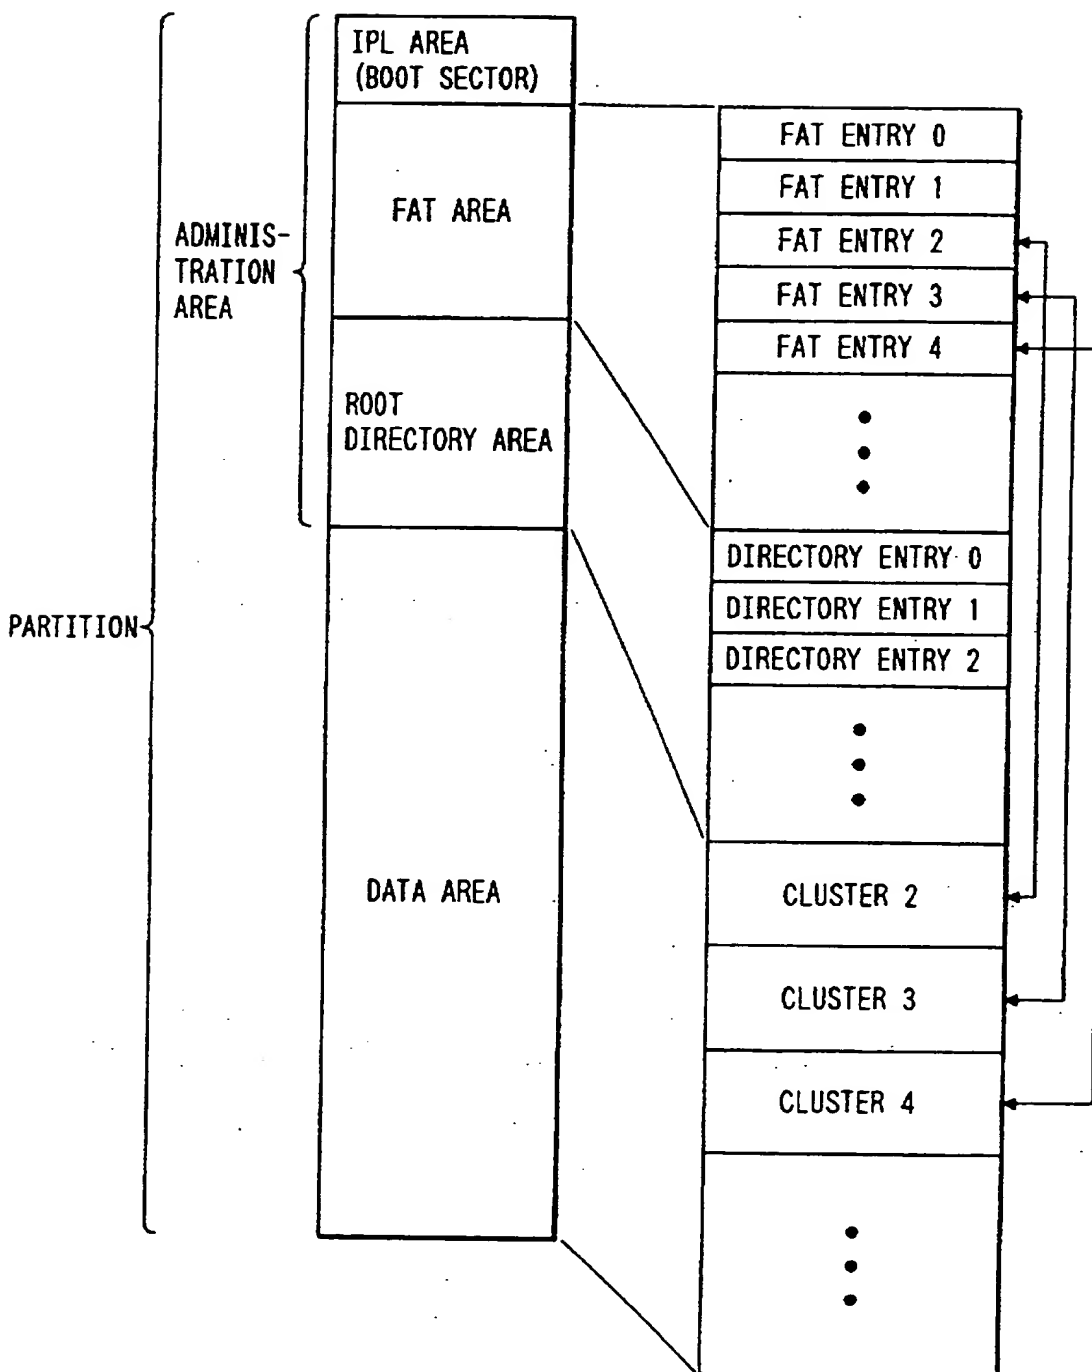 IPL AREA
(BOOT SECTOR)
FAT AREA
ADMINIS-
TRATION
AREA
ROOT
DIRECTORY AREA
PARTITION
DATA AREA
FAT ENTRY 0
FAT ENTRY 1
FAT ENTRY 2
FAT ENTRY 3
FAT ENTRY 4
DIRECTORY ENTRY 0
DIRECTORY ENTRY 1
DIRECTORY ENTRY 2
CLUSTER 2
CLUSTER 3
CLUSTER 4